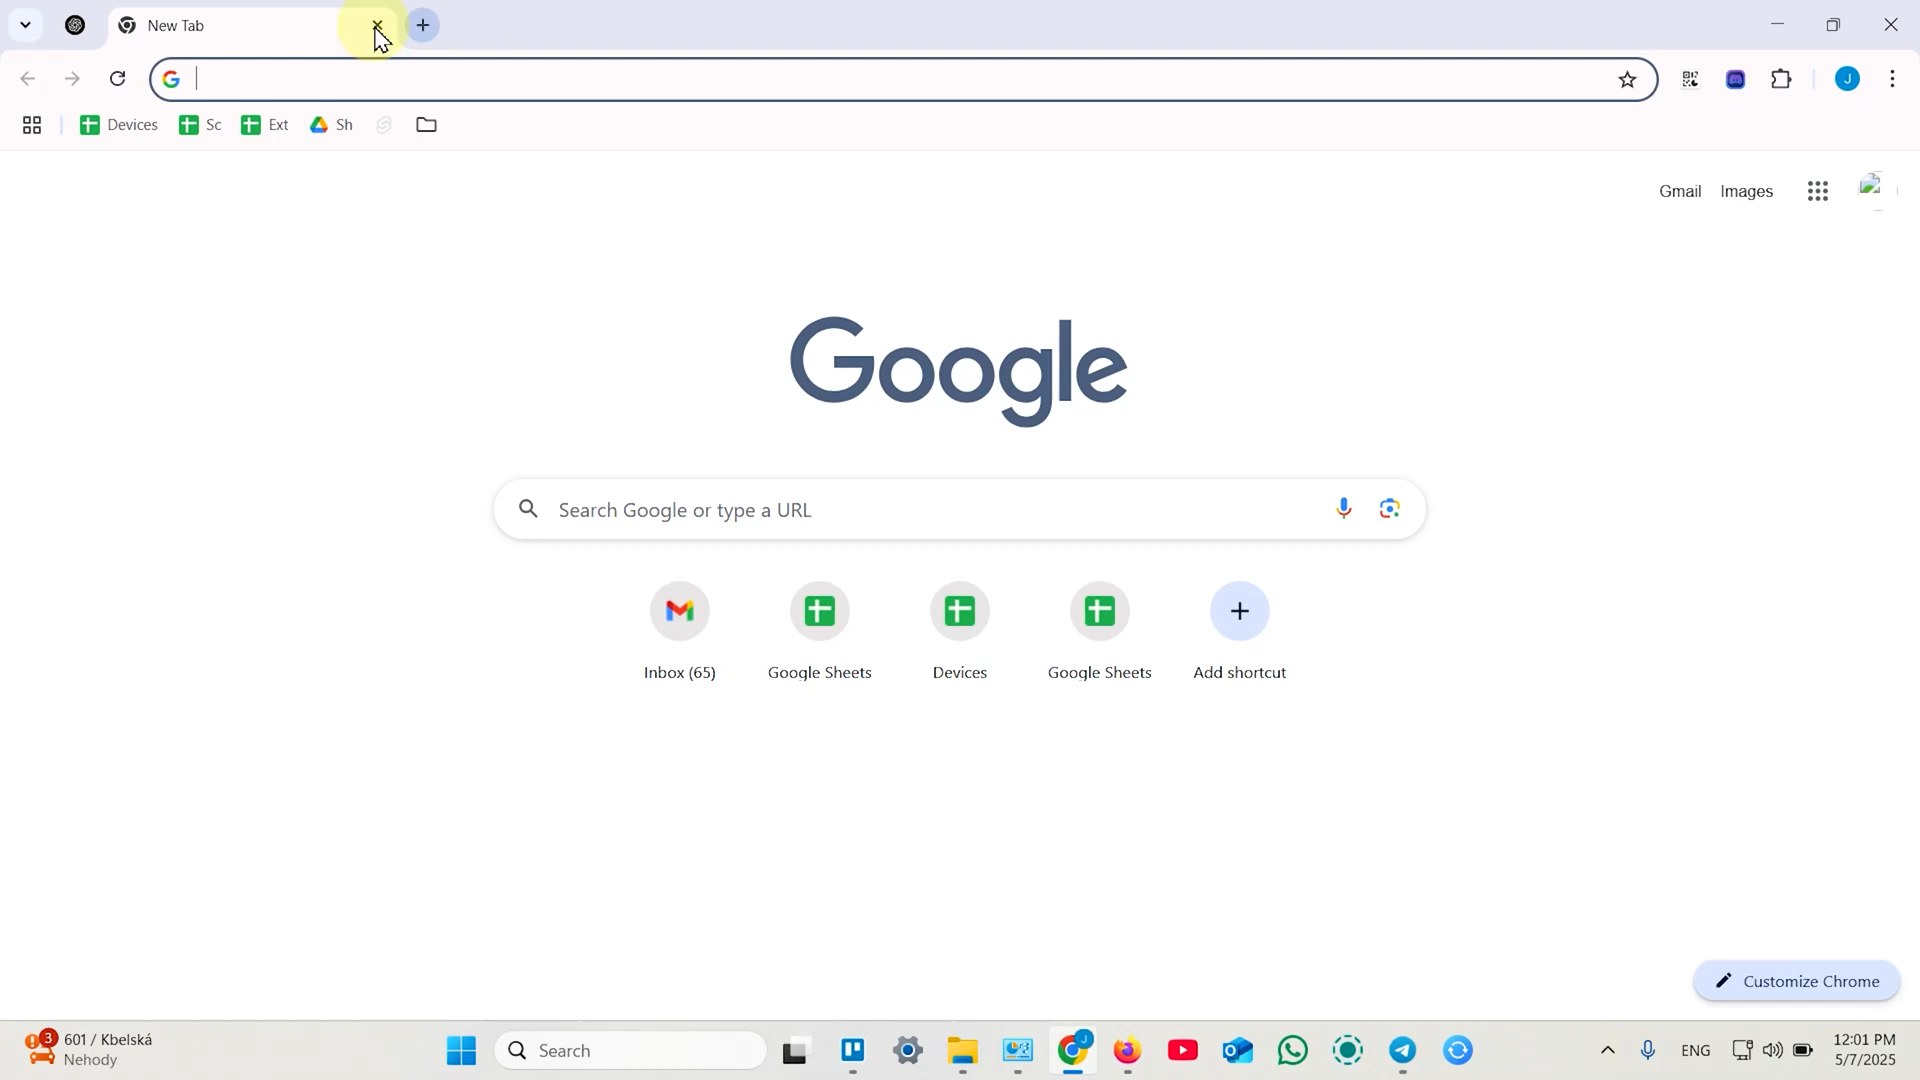 New Tab
Devices Sc Ext Sh
J
Gmail Images
Google
Search Google or type a URL
Inbox (65) Google Sheets Devices Google Sheets Add shortcut
Customize Chrome
3 601 / Kbelská
Nehody
Search
J
ENG
12:01 PM
5/7/2025